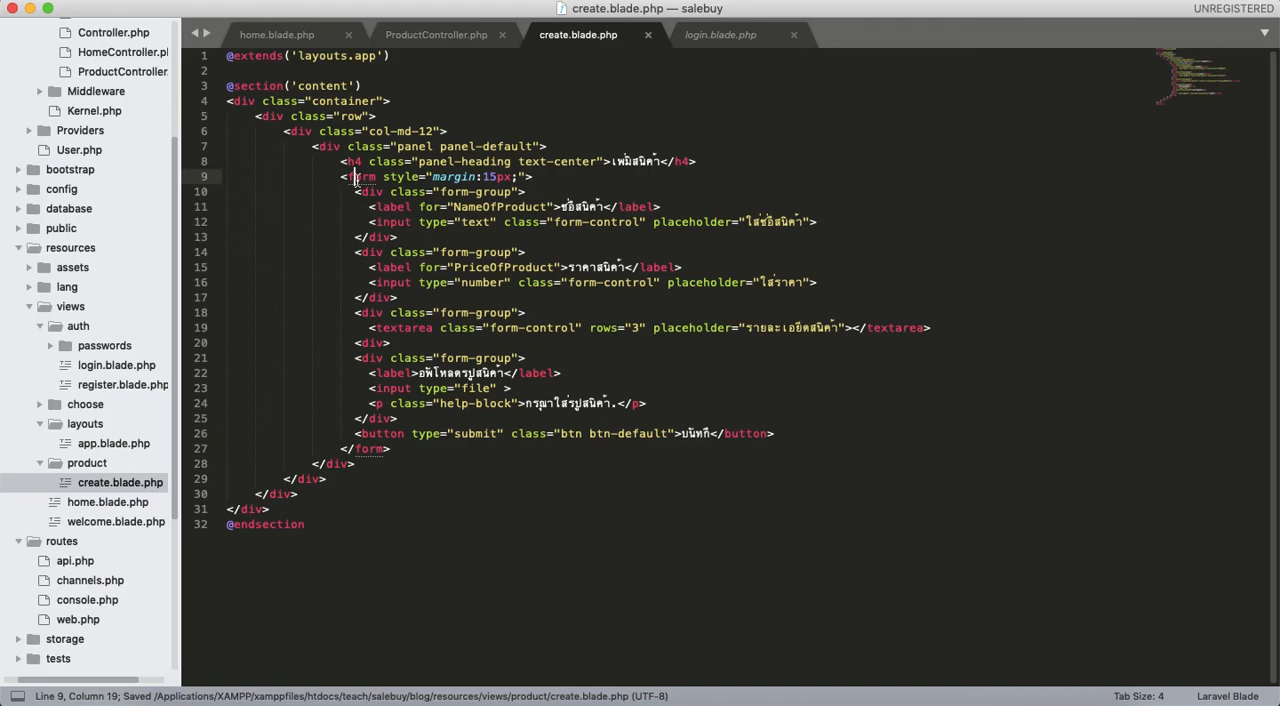 create.blade.php — salebuy
UNREGISTERED
home.blade.php
ProductController.php
create.blade.php
login.blade.php
Controller.php
HomeController.pl
ProductController.
Middleware
Kernel.php
Providers
User.php
bootstrap
config
database
public
resources
assets
lang
views
auth
passwords
login.blade.php
register.blade.php
choose
layouts
app.blade.php
product
create.blade.php
home.blade.php
welcome.blade.php
routes
api.php
channels.php
console.php
web.php
storage
tests
1 @extends('layouts.app')
2
3 @section('content')
4 <div class="container">
5 <div class="row">
6 <div class="col-md-12">
7 <div class="panel panel-default">
8 <h4 class="panel-heading text-center">เพิ่มสินค้า</h4>
9 <form style="margin:15px;">
10 <div class="form-group">
11 <label for="NameOfProduct">ชื่อสินค้า</label>
12 <input type="text" class="form-control" placeholder="ใส่ชื่อสินค้า">
13 </div>
14 <div class="form-group">
15 <label for="PriceOfProduct">ราคาสินค้า</label>
16 <input type="number" class="form-control" placeholder="ใส่ราคา">
17 </div>
18 <div class="form-group">
19 <textarea class="form-control" rows="3" placeholder="รายละเอียดสินค้า"></textarea>
20 <div>
21 <div class="form-group">
22 <label>อัพโหลดรูปสินค้า</label>
23 <input type="file" >
24 <p class="help-block">กรุณาใส่รูปสินค้า.</p>
25 </div>
26 <button type="submit" class="btn btn-default">บันทึก</button>
27 </form>
28 </div>
29 </div>
30 </div>
31 </div>
32 @endsection
Line 9, Column 19; Saved /Applications/XAMPP/xamppfiles/htdocs/teach/salebuy/blog/resources/views/product/create.blade.php (UTF-8)
Tab Size: 4
Laravel Blade